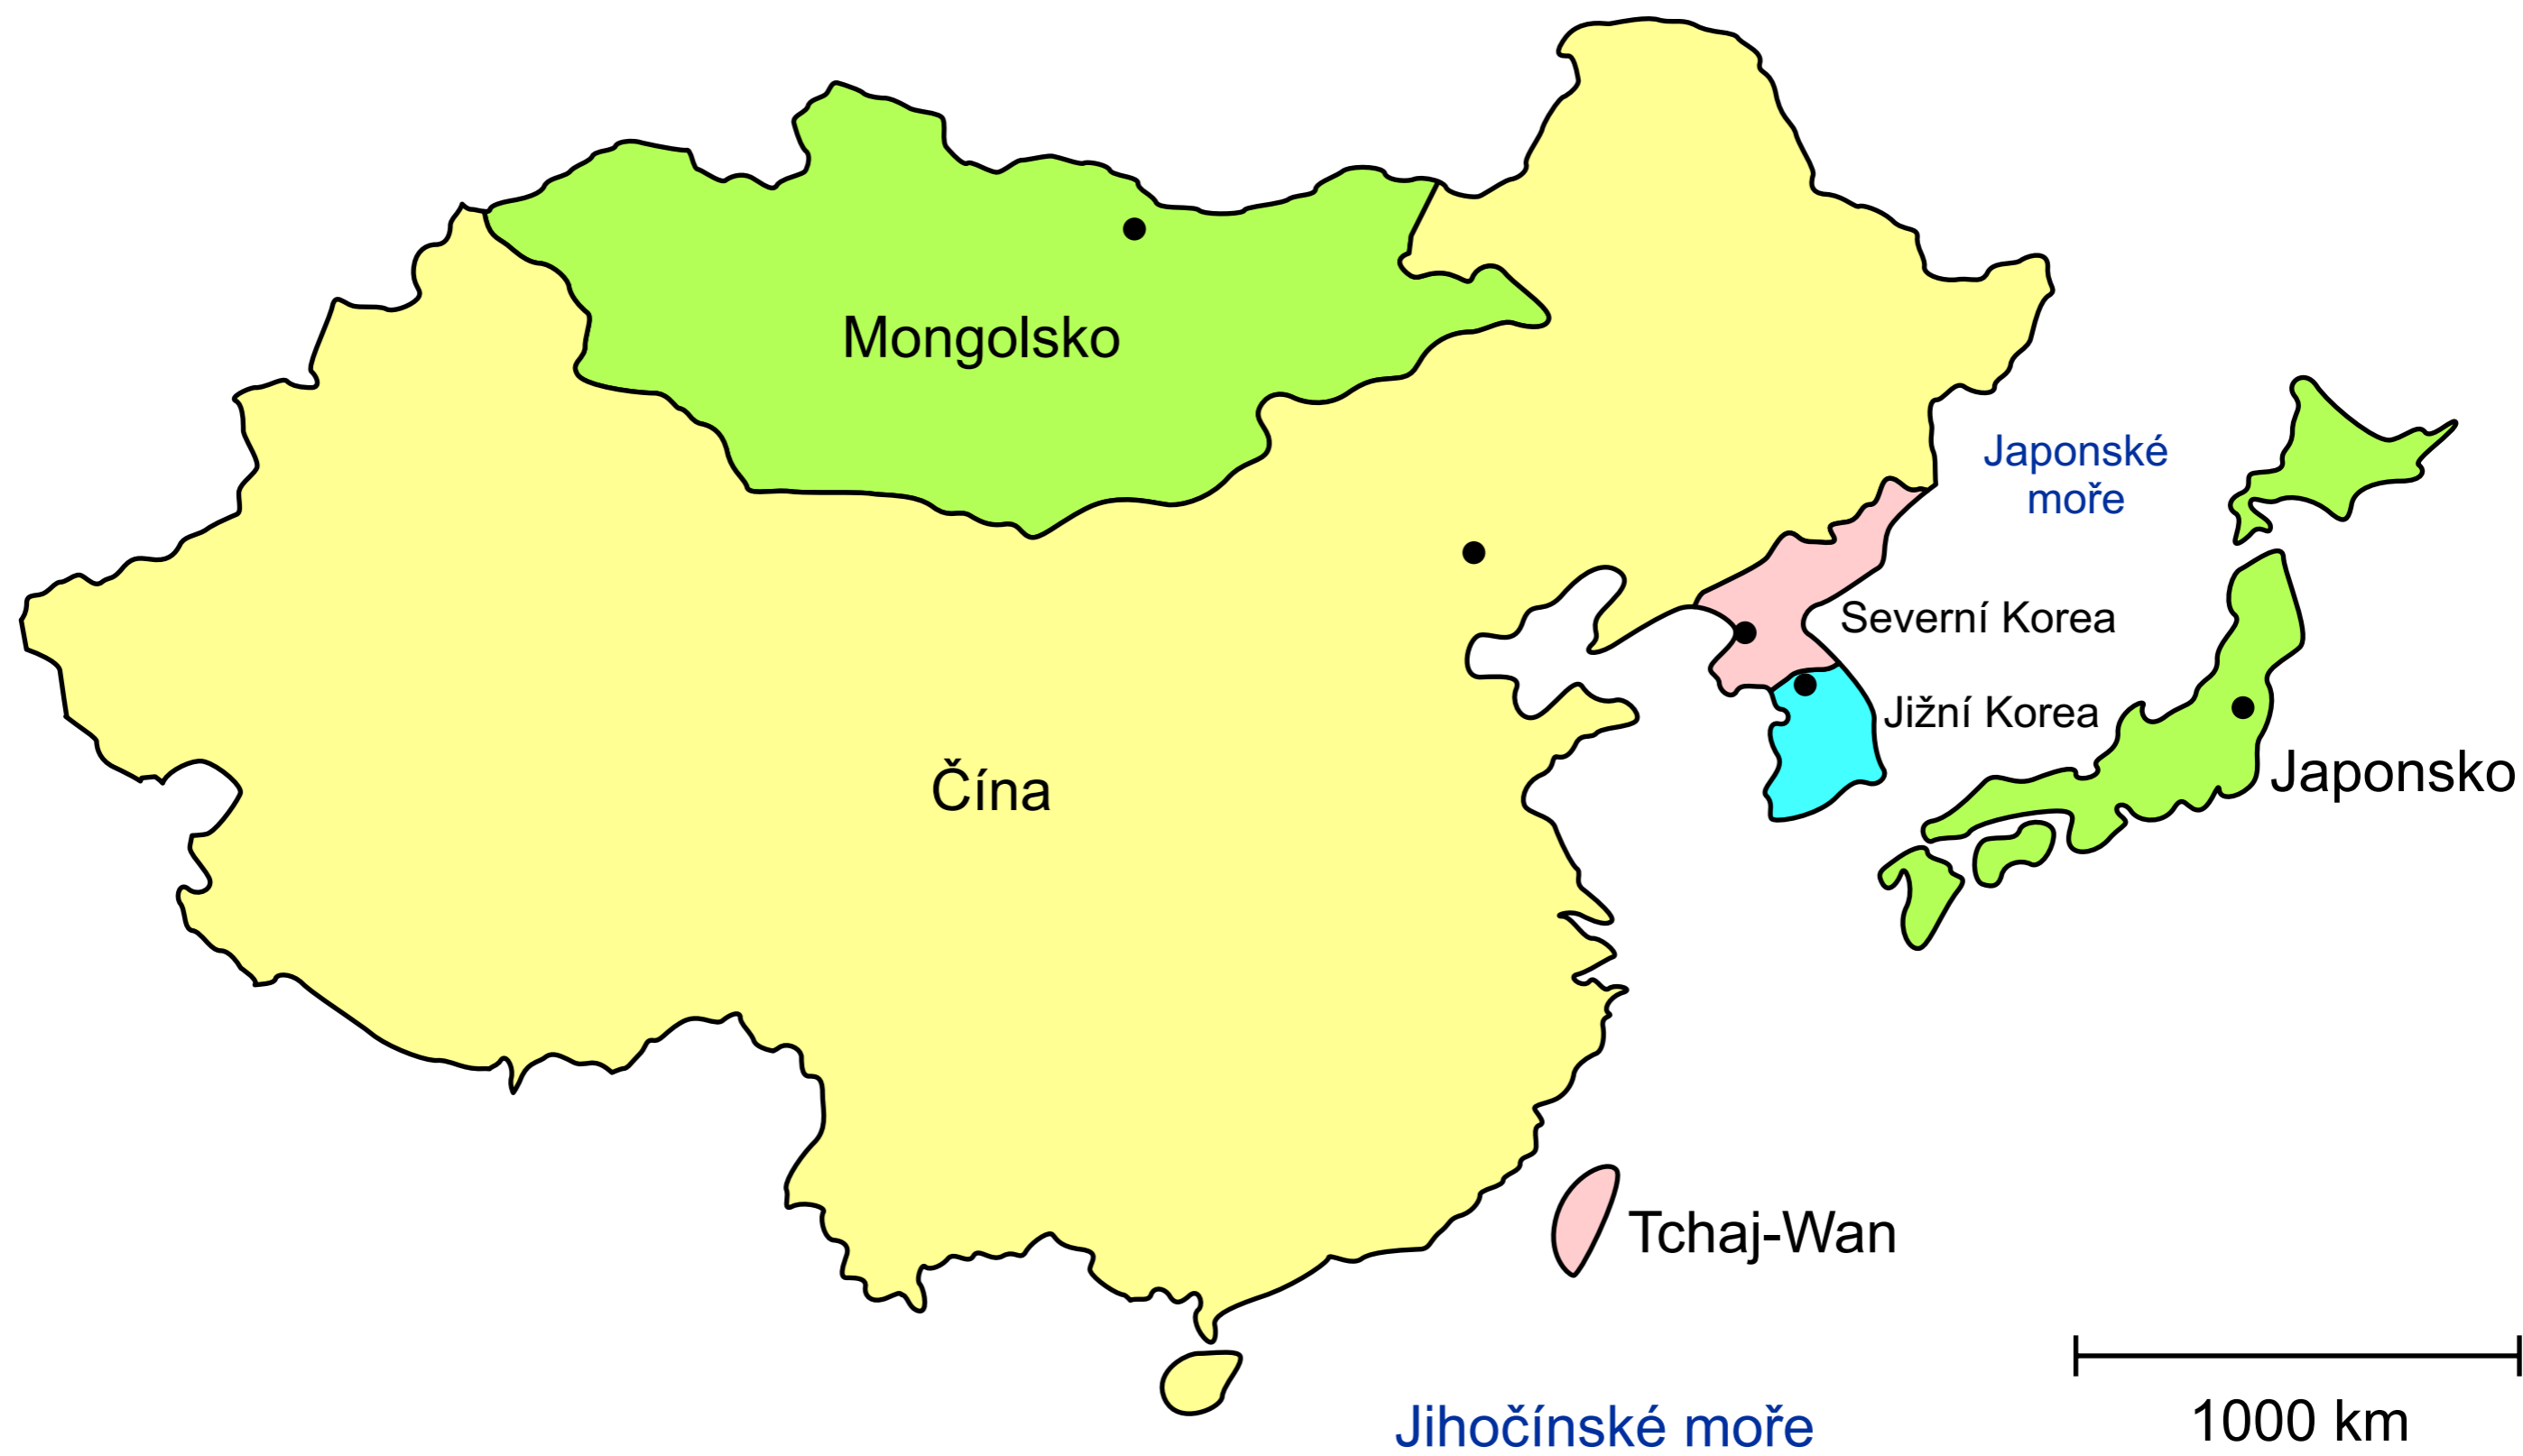 Mongolsko
Japonské
moře
Severní Korea
Jižní Korea
Japonsko
Čína
Tchaj-Wan
1000 km
Jihočínské moře